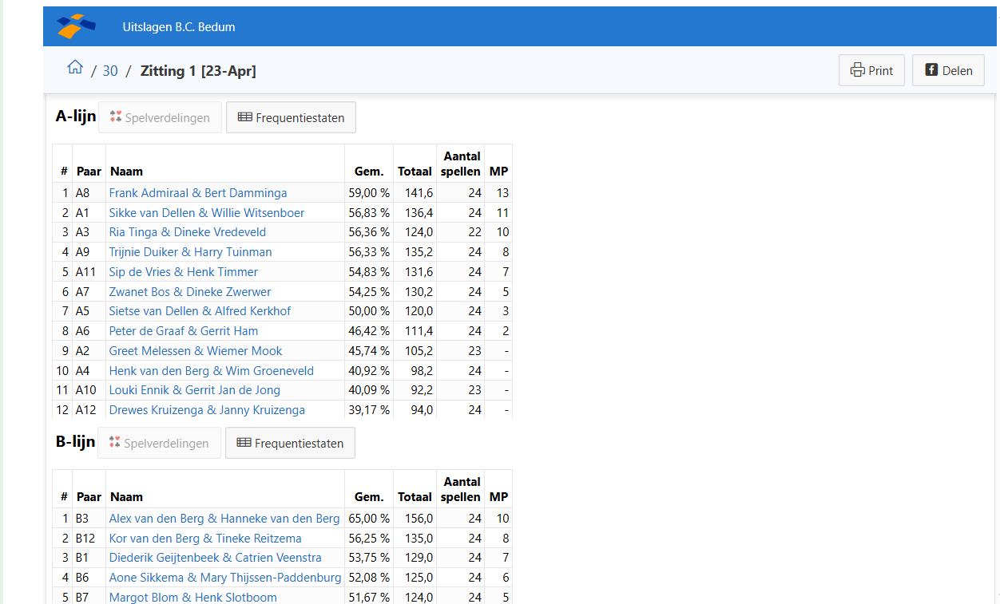 Uitslagen B.C. Bedum
/ 30 / Zitting 1 [23-Apr] Print Delen
A-lijn Spelverdelingen Frequentiestaten
# Paar Naam Gem. Totaal Aantal spellen MP
1 A8 Frank Admiraal & Bert Damminga 59,00 % 141,6 24 13
2 A1 Sikke van Dellen & Willie Witsenboer 56,83 % 136,4 24 11
3 A3 Ria Tinga & Dineke Vredeveld 56,36 % 124,0 22 10
4 A9 Trijnie Duiker & Harry Tuinman 56,33 % 135,2 24 8
5 A11 Sip de Vries & Henk Timmer 54,83 % 131,6 24 7
6 A7 Zwanet Bos & Dineke Zwerwer 54,25 % 130,2 24 5
7 A5 Sietse van Dellen & Alfred Kerkhof 50,00 % 120,0 24 3
8 A6 Peter de Graaf & Gerrit Ham 46,42 % 111,4 24 2
9 A2 Greet Melessen & Wiemer Mook 45,74 % 105,2 23 -
10 A4 Henk van den Berg & Wim Groeneveld 40,92 % 98,2 24 -
11 A10 Louki Ennik & Gerrit Jan de Jong 40,09 % 92,2 23 -
12 A12 Drewes Kruizenga & Janny Kruizenga 39,17 % 94,0 24 -
B-lijn Spelverdelingen Frequentiestaten
# Paar Naam Gem. Totaal Aantal spellen MP
1 B3 Alex van den Berg & Hanneke van den Berg 65,00 % 156,0 24 10
2 B12 Kor van den Berg & Tineke Reitzema 56,25 % 135,0 24 8
3 B1 Diederik Geijtenbeek & Catrien Veenstra 53,75 % 129,0 24 7
4 B6 Aone Sikkema & Mary Thijssen-Paddenburg 52,08 % 125,0 24 6
5 B7 Margot Blom & Henk Slotboom 51,67 % 124,0 24 5